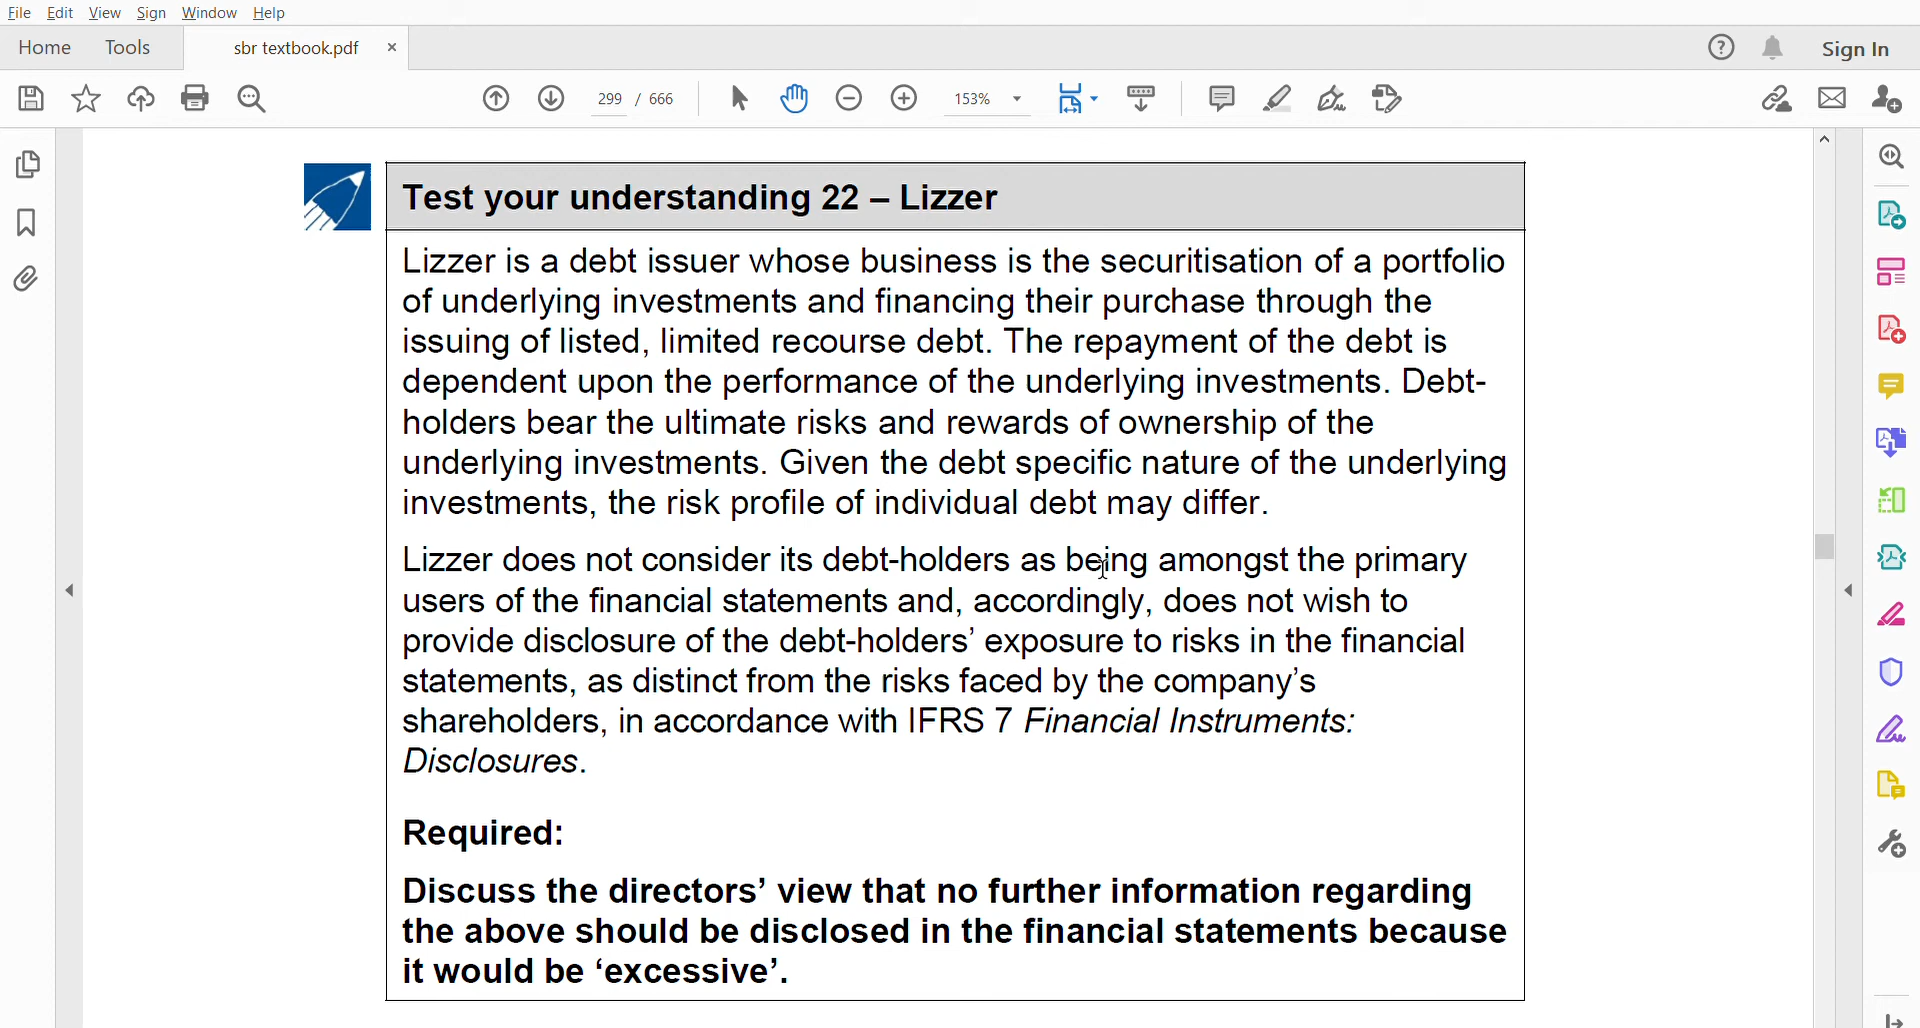 File Edit View Sign Window Help
Home Tools sbr textbook.pdf × Sign In
299 / 666 153%
Test your understanding 22 – Lizzer
Lizzer is a debt issuer whose business is the securitisation of a portfolio
of underlying investments and financing their purchase through the
issuing of listed, limited recourse debt. The repayment of the debt is
dependent upon the performance of the underlying investments. Debt-
holders bear the ultimate risks and rewards of ownership of the
underlying investments. Given the debt specific nature of the underlying
investments, the risk profile of individual debt may differ.
Lizzer does not consider its debt-holders as being amongst the primary
users of the financial statements and, accordingly, does not wish to
provide disclosure of the debt-holders’ exposure to risks in the financial
statements, as distinct from the risks faced by the company’s
shareholders, in accordance with IFRS 7 Financial Instruments:
Disclosures.
Required:
Discuss the directors’ view that no further information regarding
the above should be disclosed in the financial statements because
it would be ‘excessive’.